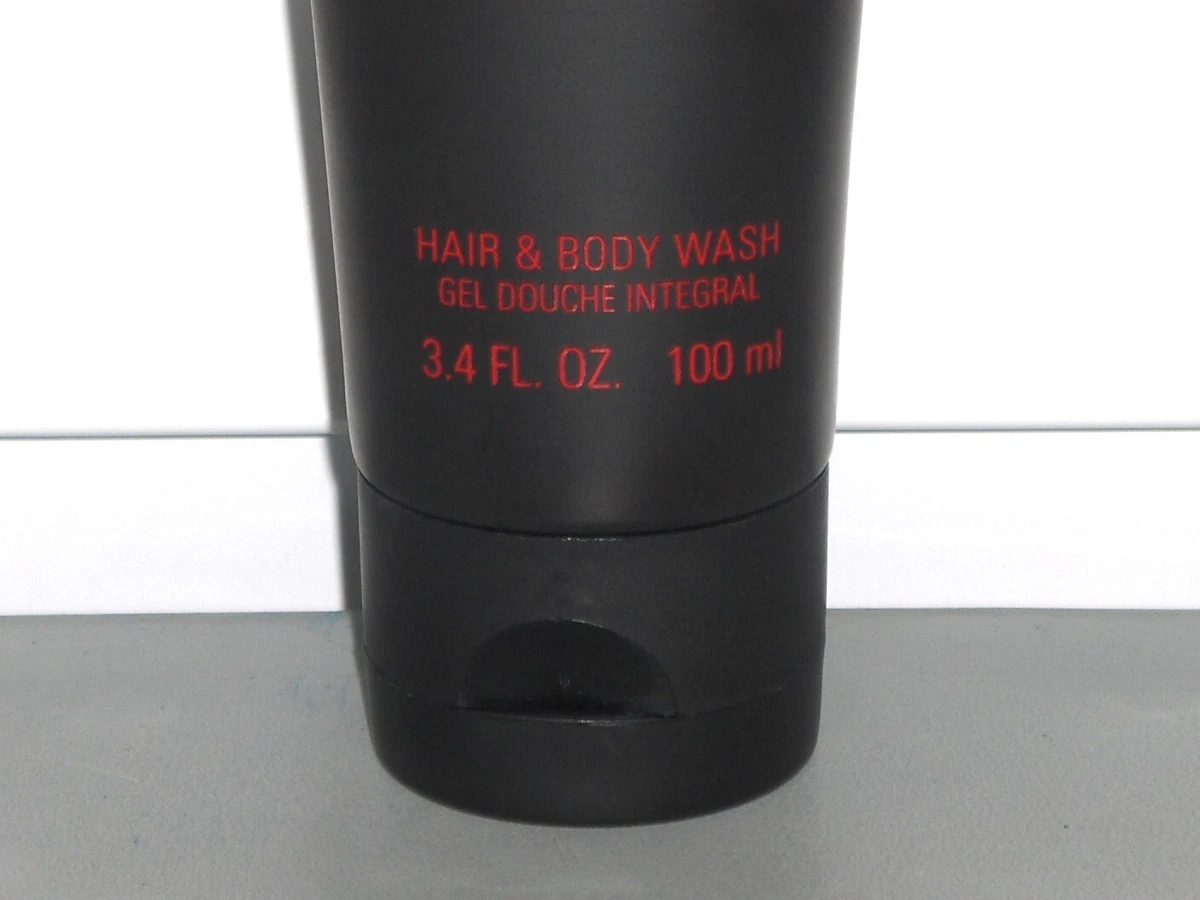 HAIR & BODY WASH
GEL DOUCHE INTEGRAL
3.4 FL. OZ. 100 ml